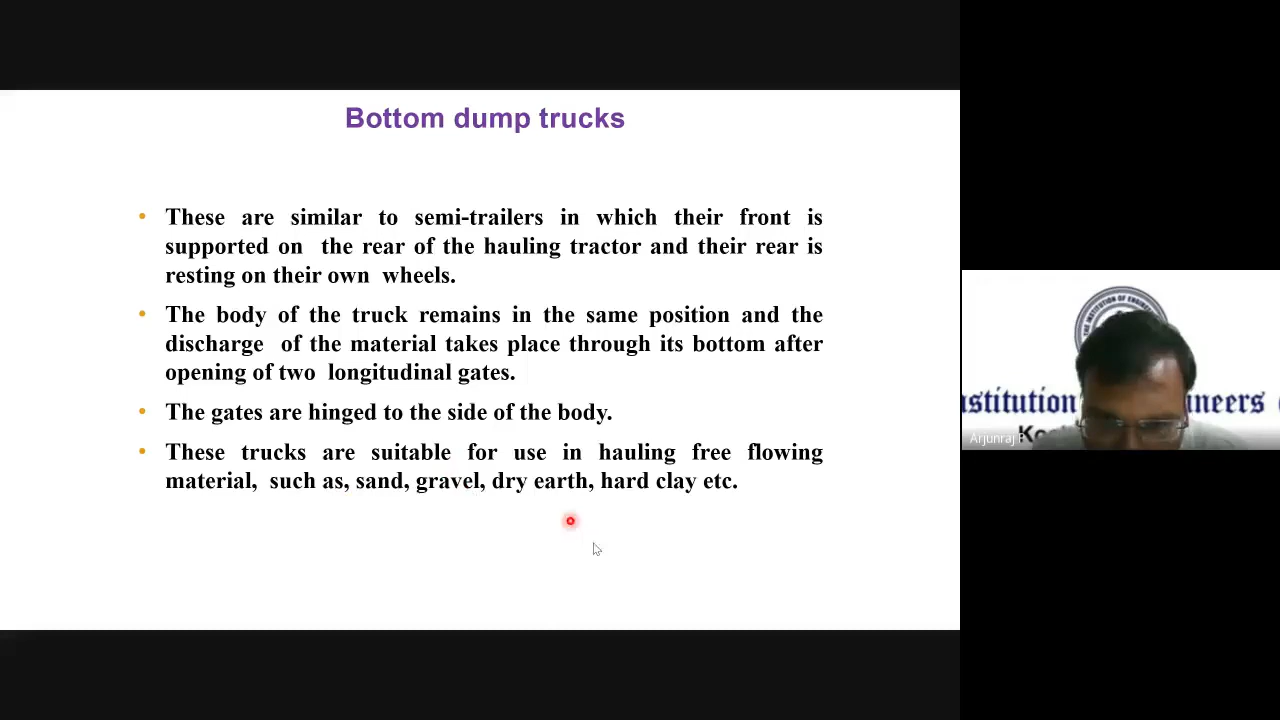 Bottom dump trucks
• These are similar to semi-trailers in which their front is
supported on the rear of the hauling tractor and their rear is
resting on their own wheels.
• The body of the truck remains in the same position and the
discharge of the material takes place through its bottom after
opening of two longitudinal gates.
• The gates are hinged to the side of the body.
• These trucks are suitable for use in hauling free flowing
material, such as, sand, gravel, dry earth, hard clay etc.
stitution ineers
Arjunraj